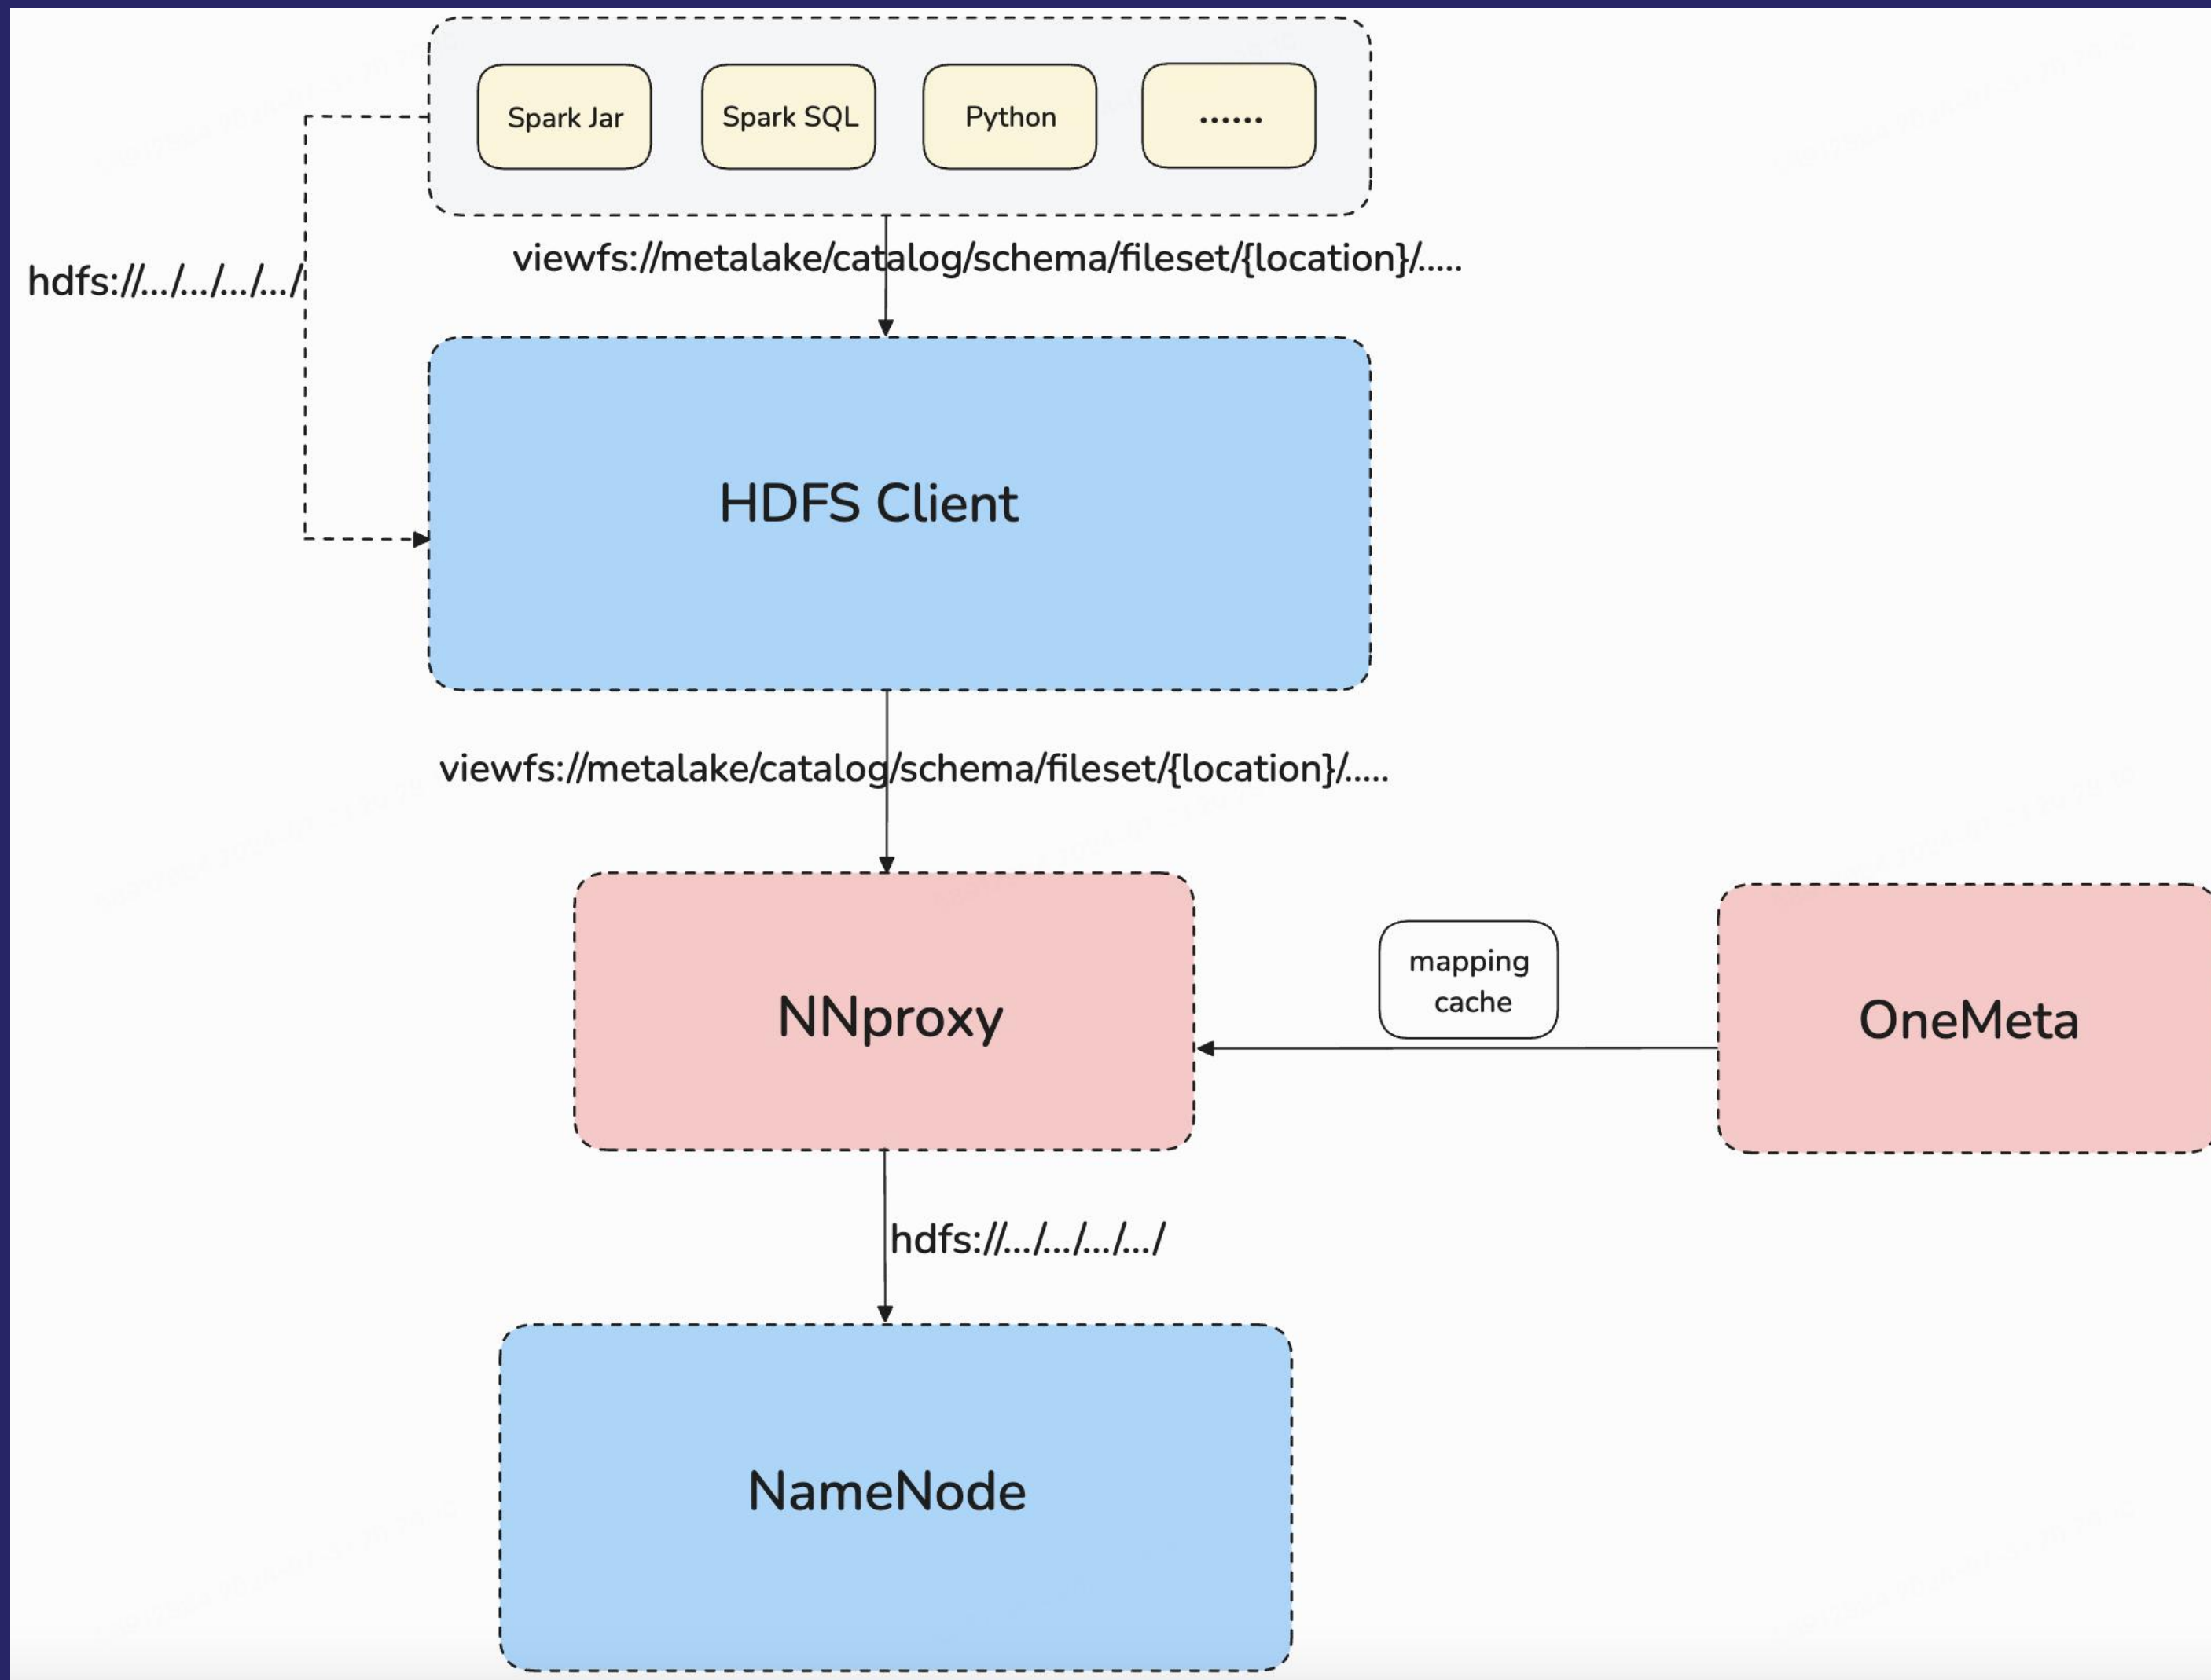 Spark Jar
Spark SQL
Python
......
viewfs://metalake/catalog/schema/fileset/{location}/.....
hdfs://.../.../.../.../
HDFS Client
viewfs://metalake/catalog/schema/fileset/{location}/.....
mapping
cache
NNproxy
OneMeta
hdfs://.../.../.../.../
NameNode